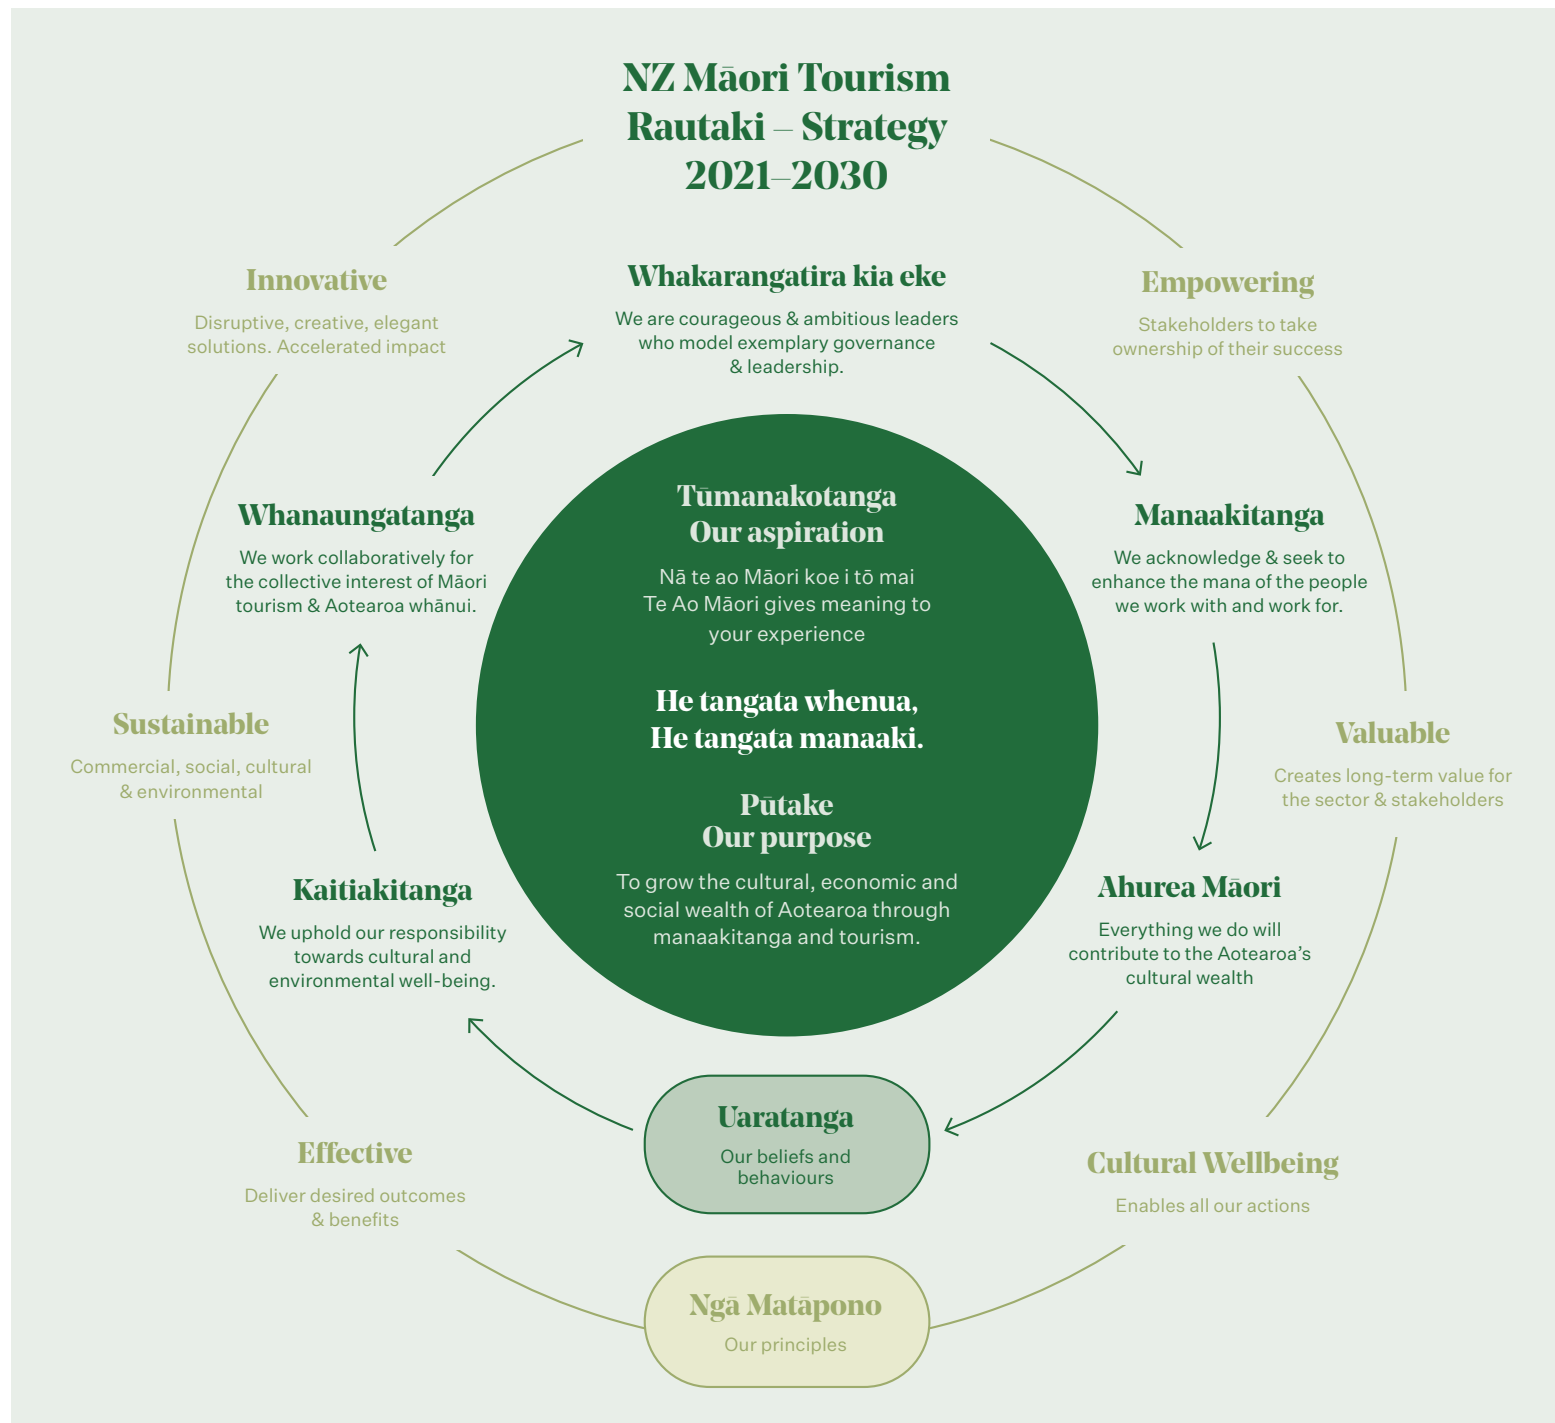 NZ Māori Tourism
Rautaki – Strategy
2021–2030
Innovative
Disruptive, creative, elegant
solutions. Accelerated impact
Whakarangatira kia eke
We are courageous & ambitious leaders
who model exemplary governance
& leadership.
Empowering
Stakeholders to take
ownership of their success
Whanaungatanga
We work collaboratively for
the collective interest of Māori
tourism & Aotearoa whānui.
Tūmanakotanga
Our aspiration
Nā te ao Māori koe i tō mai
Te Ao Māori gives meaning to
your experience
He tangata whenua,
He tangata manaaki.
Pūtake
Our purpose
To grow the cultural, economic and
social wealth of Aotearoa through
manaakitanga and tourism.
Manaakitanga
We acknowledge & seek to
enhance the mana of the people
we work with and work for.
Sustainable
Commercial, social, cultural
& environmental
Valuable
Creates long-term value for
the sector & stakeholders
Kaitiakitanga
We uphold our responsibility
towards cultural and
environmental well-being.
Ahurea Māori
Everything we do will
contribute to the Aotearoa’s
cultural wealth
Uaratanga
Our beliefs and
behaviours
Effective
Deliver desired outcomes
& benefits
Cultural Wellbeing
Enables all our actions
Ngā Matāpono
Our principles